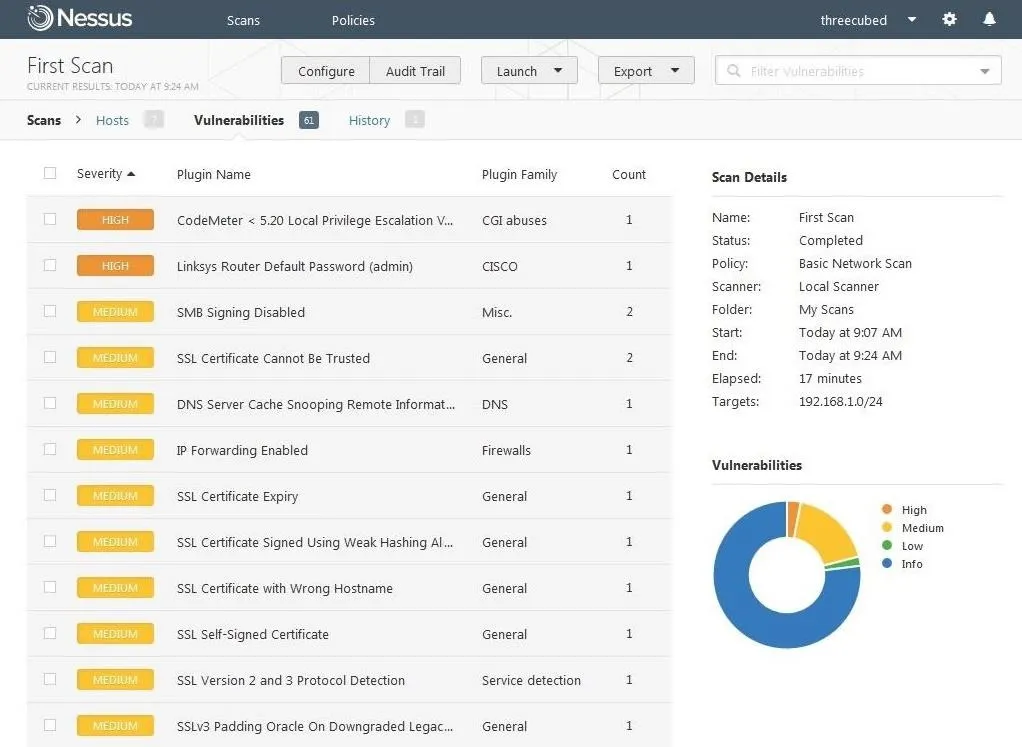 Nessus Scans Policies threecubed
First Scan
CURRENT RESULTS: TODAY AT 9:24 AM
Configure Audit Trail Launch Export Filter Vulnerabilities
Scans > Hosts 7 Vulnerabilities 61 History
Severity Plugin Name Plugin Family Count
HIGH CodeMeter < 5.20 Local Privilege Escalation V... CGI abuses 1
HIGH Linksys Router Default Password (admin) CISCO 1
MEDIUM SMB Signing Disabled Misc. 2
MEDIUM SSL Certificate Cannot Be Trusted General 2
MEDIUM DNS Server Cache Snooping Remote Informat... DNS 1
MEDIUM IP Forwarding Enabled Firewalls 1
MEDIUM SSL Certificate Expiry General 1
MEDIUM SSL Certificate Signed Using Weak Hashing Al... General 1
MEDIUM SSL Certificate with Wrong Hostname General 1
MEDIUM SSL Self-Signed Certificate General 1
MEDIUM SSL Version 2 and 3 Protocol Detection Service detection 1
MEDIUM SSLv3 Padding Oracle On Downgraded Legac... General 1
Scan Details
Name: First Scan
Status: Completed
Policy: Basic Network Scan
Scanner: Local Scanner
Folder: My Scans
Start: Today at 9:07 AM
End: Today at 9:24 AM
Elapsed: 17 minutes
Targets: 192.168.1.0/24
Vulnerabilities
High
Medium
Low
Info